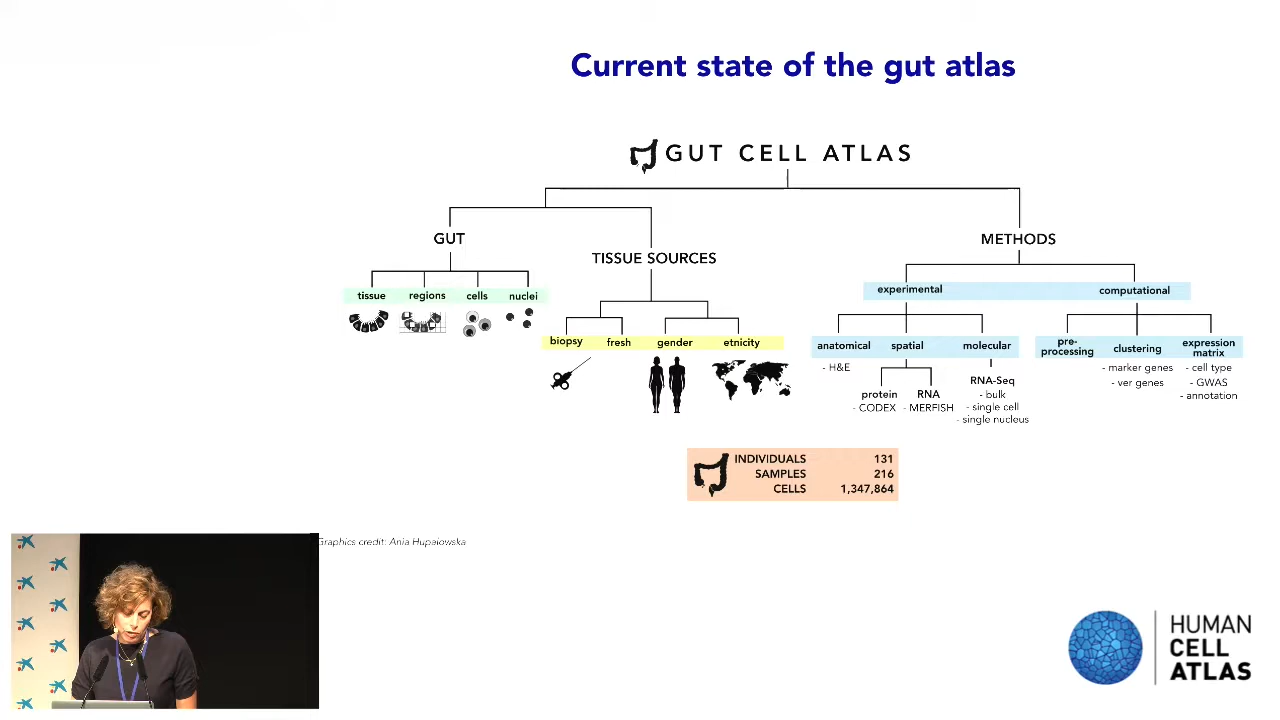 Current state of the gut atlas
GUT CELL ATLAS
GUT
TISSUE SOURCES
METHODS
tissue
regions
cells
nuclei
biopsy
fresh
gender
etnicity
experimental
computational
anatomical
spatial
molecular
- H&E
protein
- CODEX
RNA
- MERFISH
RNA-Seq
- bulk
- single cell
- single nucleus
pre-
processing
clustering
- marker genes
- ver genes
expression
matrix
- cell type
- GWAS
- annotation
INDIVIDUALS 131
SAMPLES 216
CELLS 1,347,864
Graphics credit: Ania Hupalowska
HUMAN
CELL
ATLAS